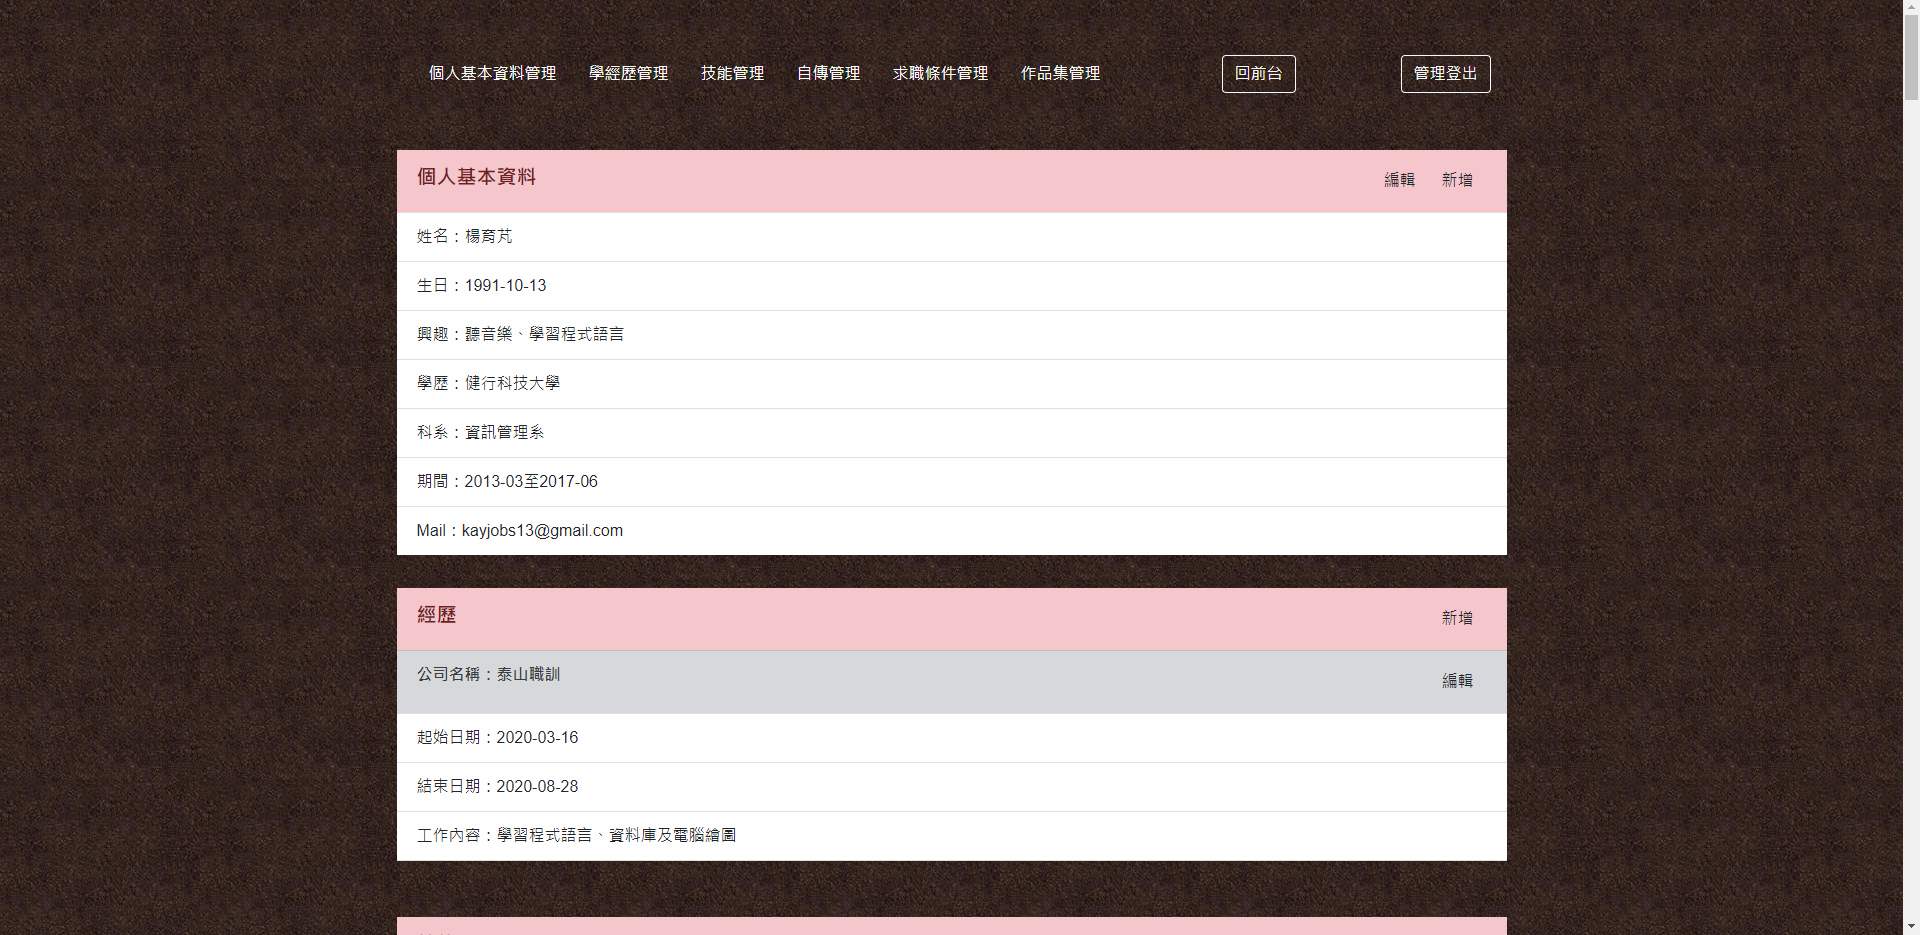 個人基本資料管理 學經歷管理 技能管理 自傳管理 求職條件管理 作品集管理 回前台 管理登出
個人基本資料 編輯 新增
姓名：楊育芃
生日：1991-10-13
興趣：聽音樂、學習程式語言
學歷：健行科技大學
科系：資訊管理系
期間：2013-03至2017-06
Mail：kayjobs13@gmail.com
經歷 新增
公司名稱：泰山職訓 編輯
起始日期：2020-03-16
結束日期：2020-08-28
工作內容：學習程式語言、資料庫及電腦繪圖